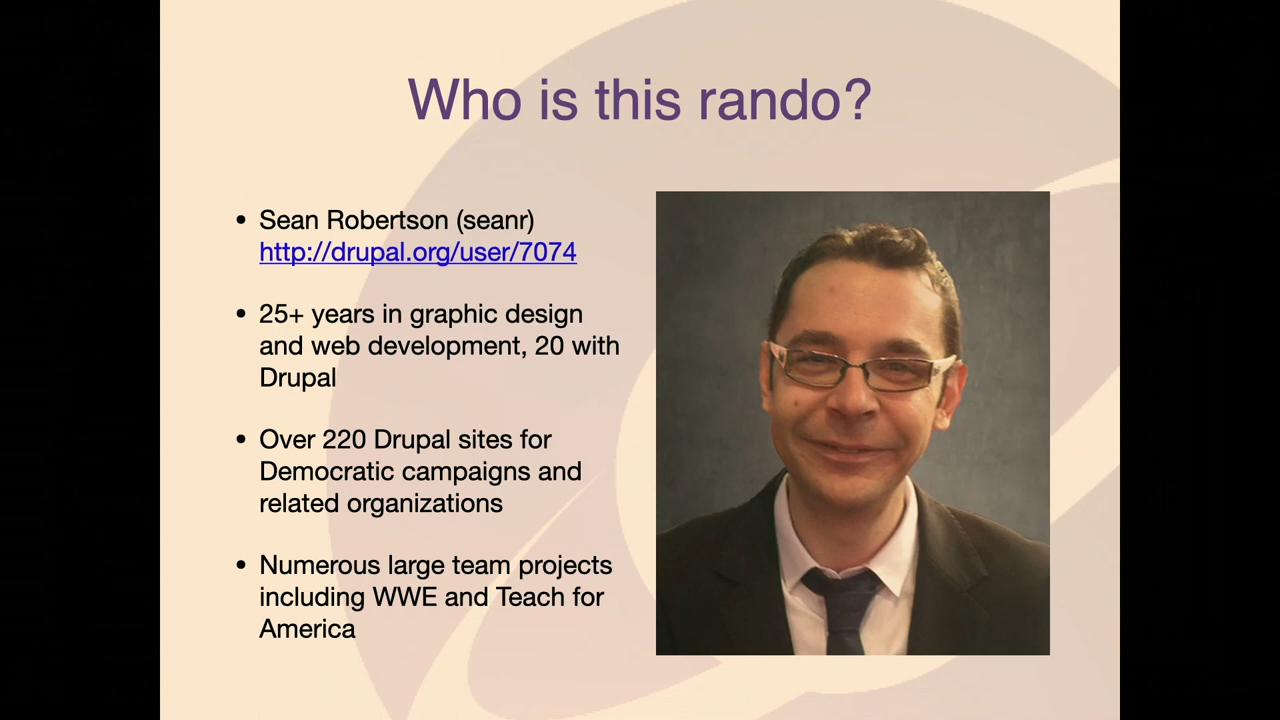 Who is this rando?
• Sean Robertson (seanr)
http://drupal.org/user/7074
• 25+ years in graphic design
and web development, 20 with
Drupal
• Over 220 Drupal sites for
Democratic campaigns and
related organizations
• Numerous large team projects
including WWE and Teach for
America